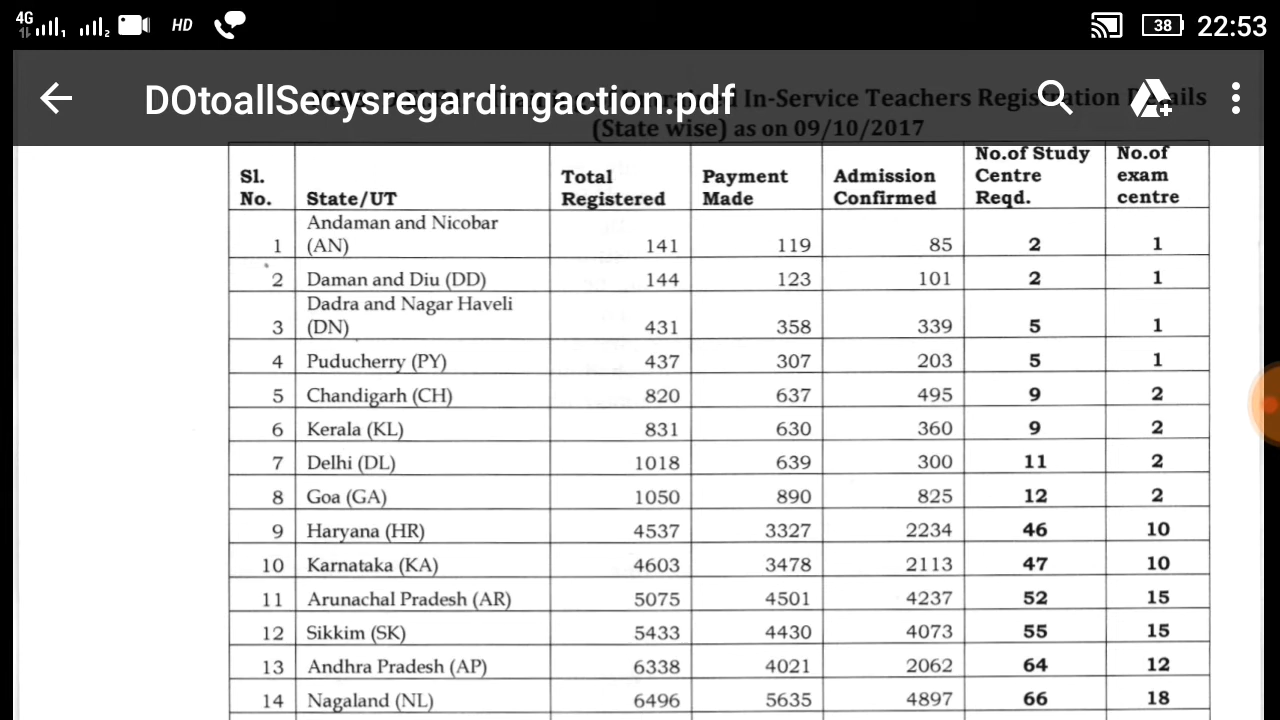 4G 1 2 HD 38 22:53
DOtoallSecysregardingaction.pdf
In-Service Teachers Registration Details
(State wise) as on 09/10/2017
Sl. No. State/UT Total Registered Payment Made Admission Confirmed No.of Study Centre Reqd. No.of exam centre
1 Andaman and Nicobar (AN) 141 119 85 2 1
2 Daman and Diu (DD) 144 123 101 2 1
3 Dadra and Nagar Haveli (DN) 431 358 339 5 1
4 Puducherry (PY) 437 307 203 5 1
5 Chandigarh (CH) 820 637 495 9 2
6 Kerala (KL) 831 630 360 9 2
7 Delhi (DL) 1018 639 300 11 2
8 Goa (GA) 1050 890 825 12 2
9 Haryana (HR) 4537 3327 2234 46 10
10 Karnataka (KA) 4603 3478 2113 47 10
11 Arunachal Pradesh (AR) 5075 4501 4237 52 15
12 Sikkim (SK) 5433 4430 4073 55 15
13 Andhra Pradesh (AP) 6338 4021 2062 64 12
14 Nagaland (NL) 6496 5635 4897 66 18